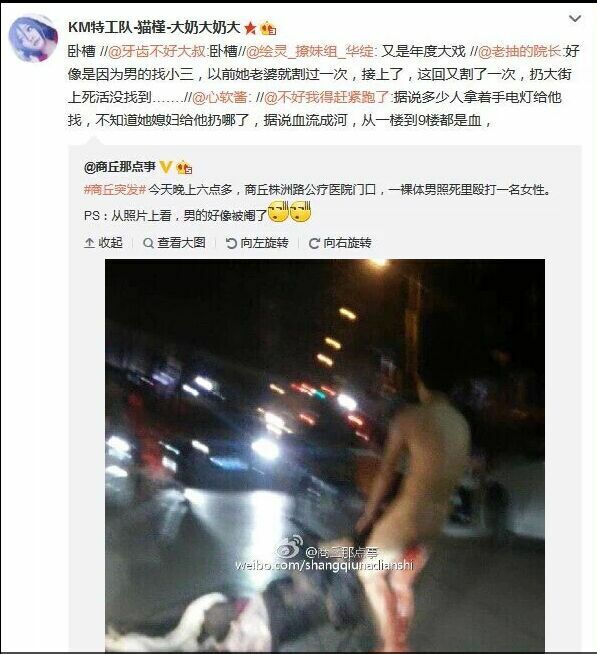 KM特工队-猫槿-大奶大奶大
卧槽 //@牙齿不好大叔:卧槽//@绘灵_撩妹组_华绽: 又是年度大戏 //@老抽的院长:好
像是因为男的找小三，以前她老婆就割过一次，接上了，这回又割了一次，扔大街
上死活没找到…….//@心软酱: //@不好我得赶紧跑了:据说多少人拿着手电灯给他
找，不知道她媳妇给他扔哪了，据说血流成河，从一楼到9楼都是血，
@商丘那点事
#商丘突发# 今天晚上六点多，商丘株洲路公疗医院门口，一裸体男照死里殴打一名女性。
PS：从照片上看，男的好像被阉了
收起 查看大图 向左旋转 向右旋转
@商丘那点事
weibo.com/shangqiunadianshi